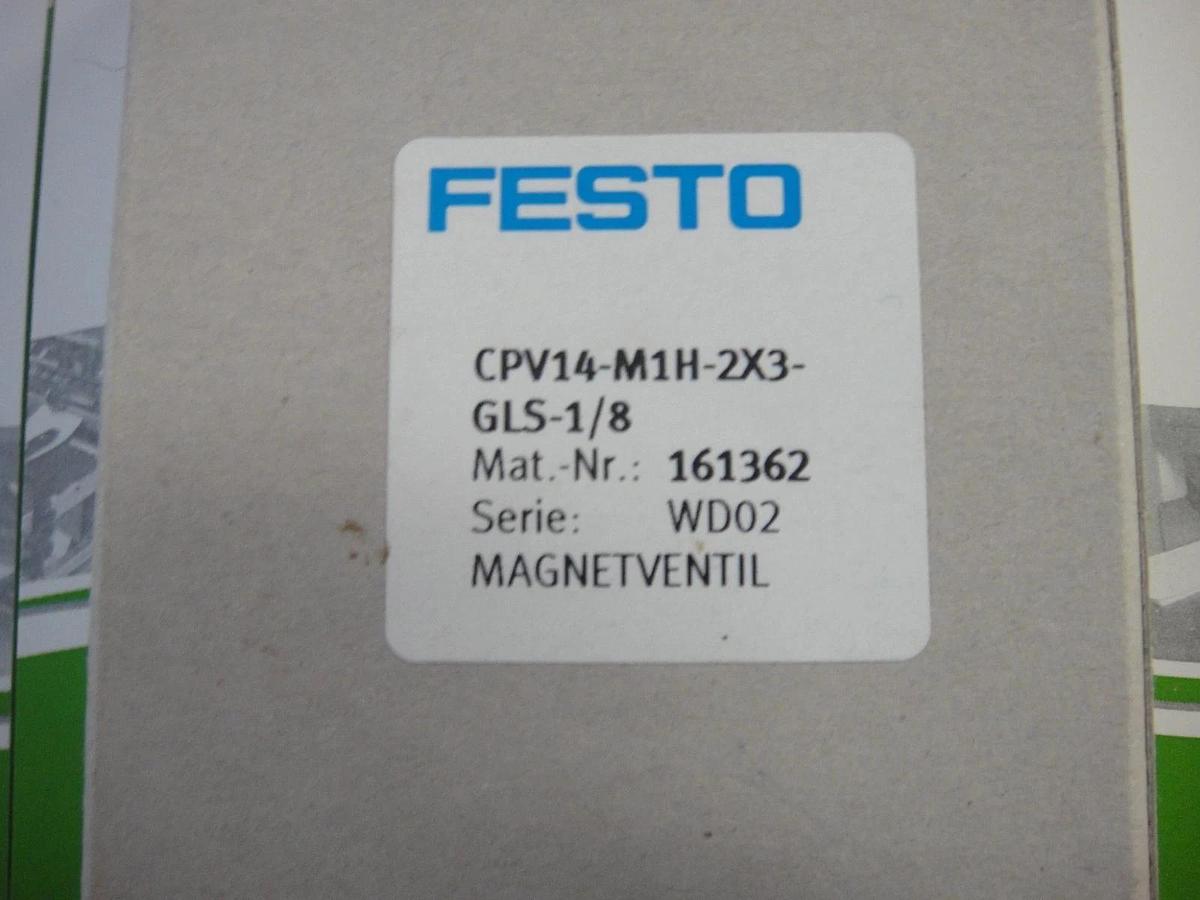 FESTO
CPV14-M1H-2X3-
GLS-1/8
Mat.-Nr.: 161362
Serie: WD02
MAGNETVENTIL